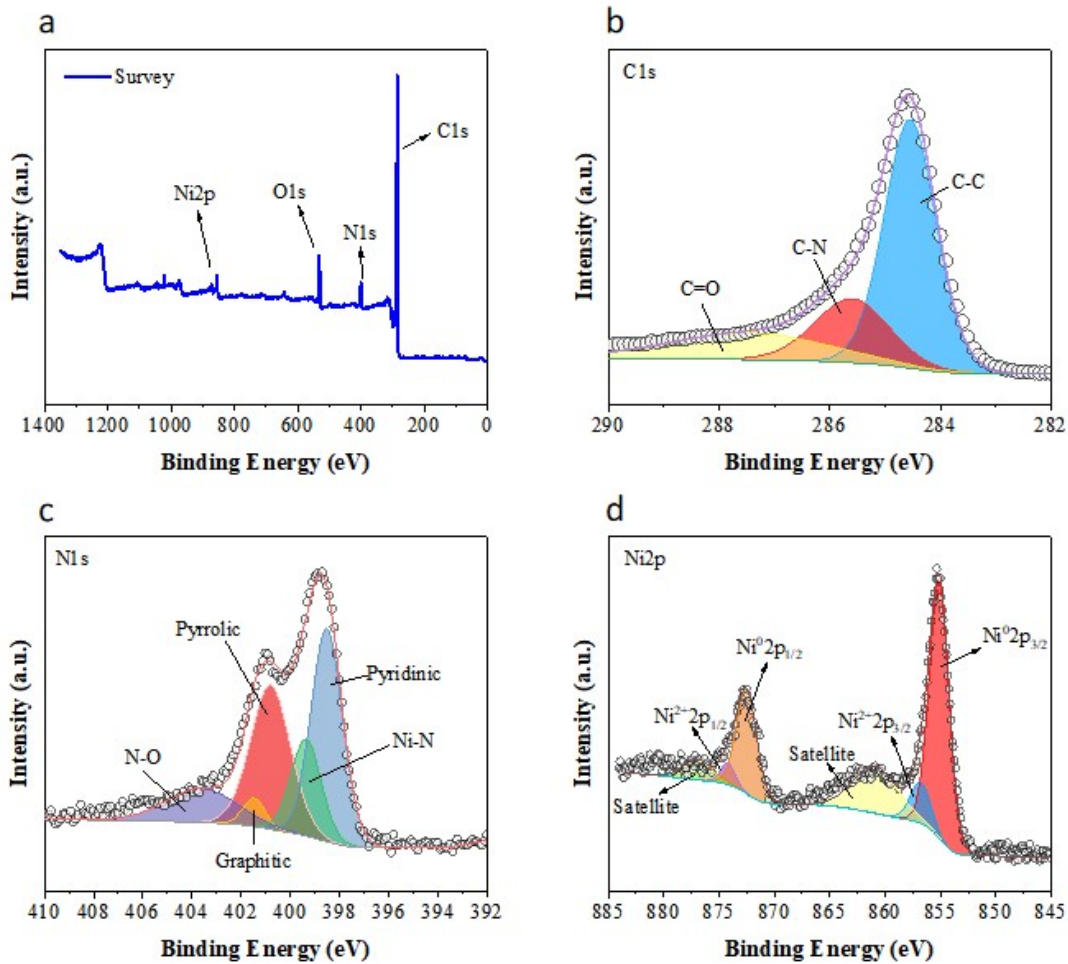 a
Survey
C1s
Ni2p
O1s
N1s
Intensity (a.u.)
1400 1200 1000 800 600 400 200 0
Binding Energy (eV)
b
C1s
C-C
C-N
C=O
Intensity (a.u.)
290 288 286 284 282
Binding Energy (eV)
c
N1s
Pyrrolic
Pyridinic
N-O
Ni-N
Graphitic
Intensity (a.u.)
410 408 406 404 402 400 398 396 394 392
Binding Energy (eV)
d
Ni2p
Ni⁰2p₃/₂
Ni⁰2p₁/₂
Ni²⁺2p₁/₂
Ni²⁺2p₃/₂
Satellite
Satellite
Intensity (a.u.)
885 880 875 870 865 860 855 850 845
Binding Energy (eV)